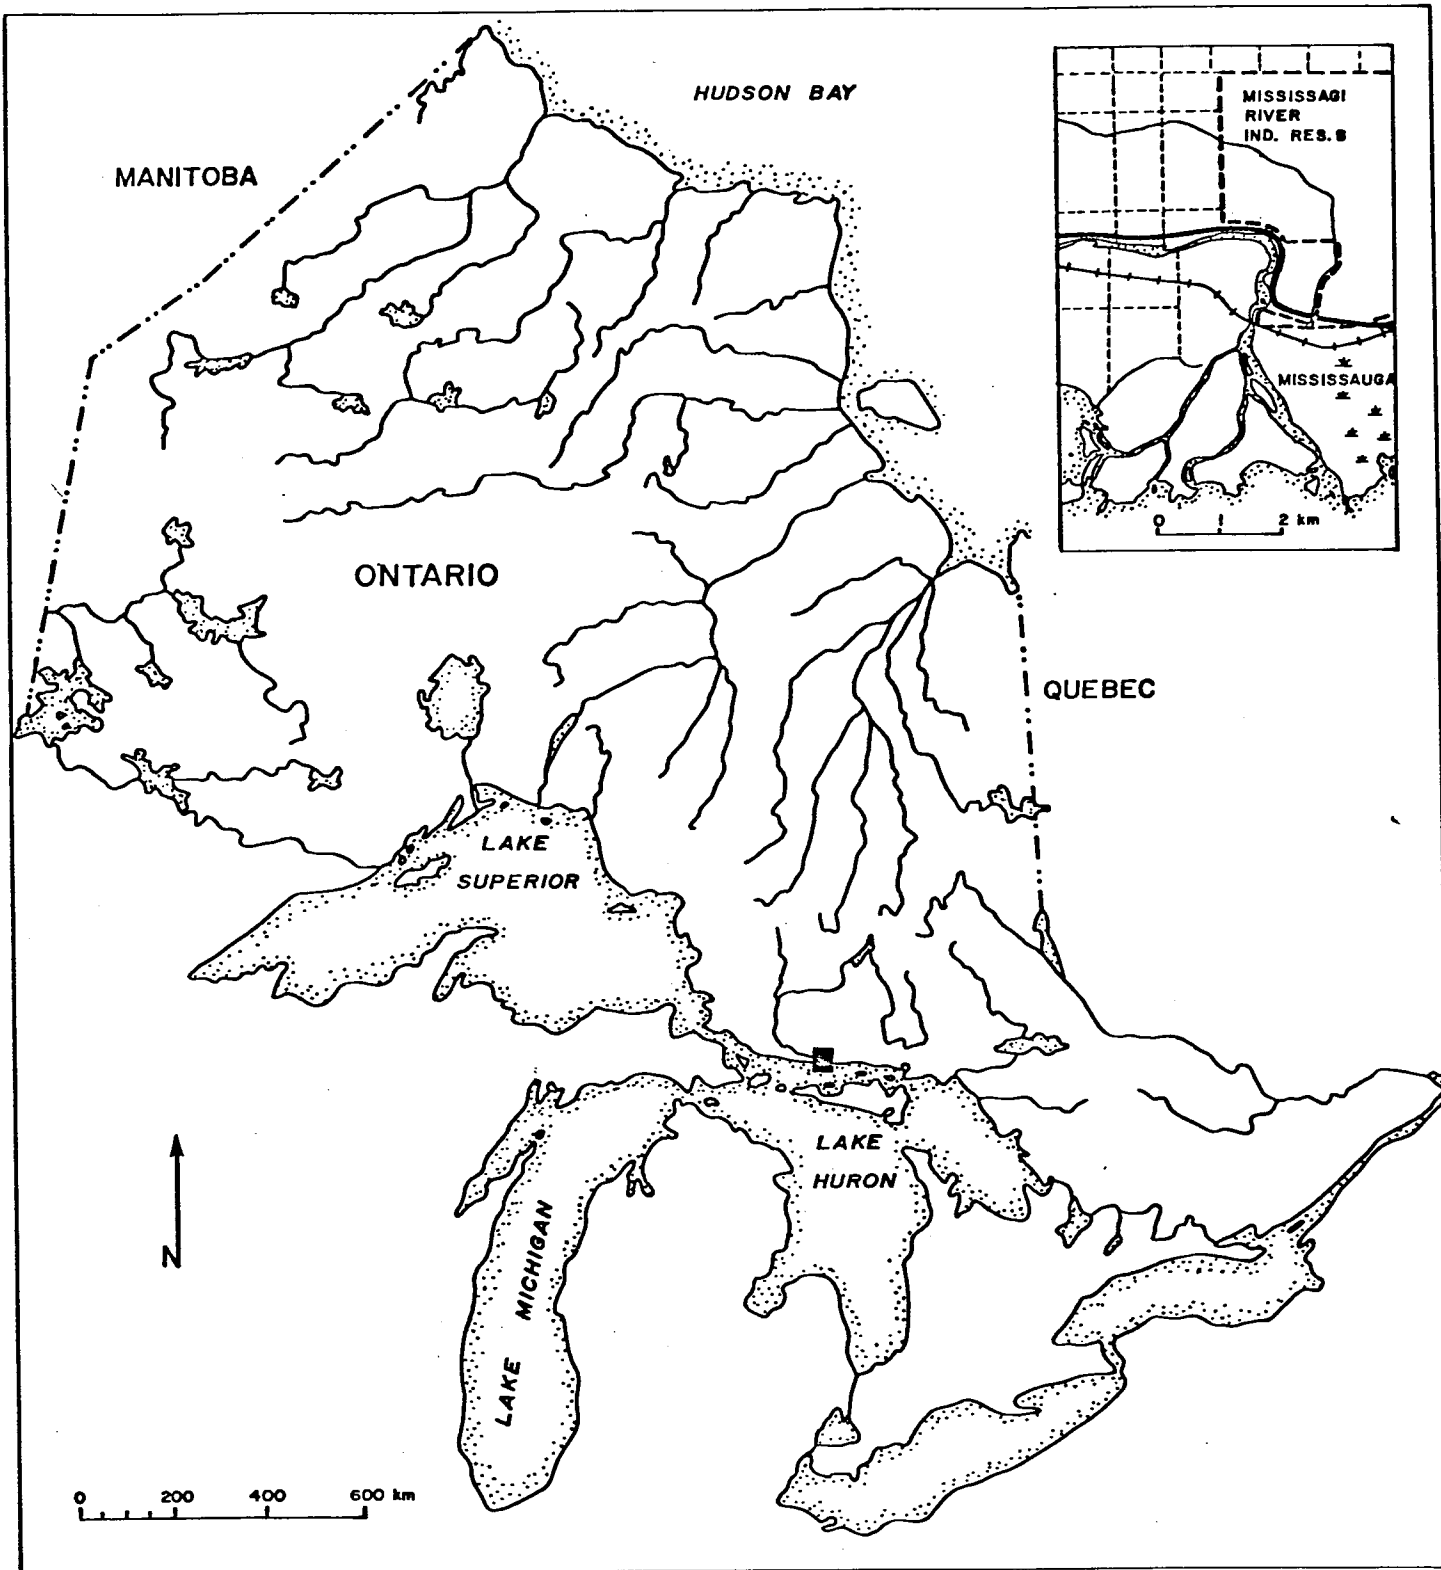 HUDSON BAY
MISSISSAGI
RIVER
IND. RES. 8
MANITOBA
MISSISSAUGA
0 1 2 km
ONTARIO
QUEBEC
LAKE
SUPERIOR
LAKE
HURON
LAKE MICHIGAN
N
0 200 400 600 km